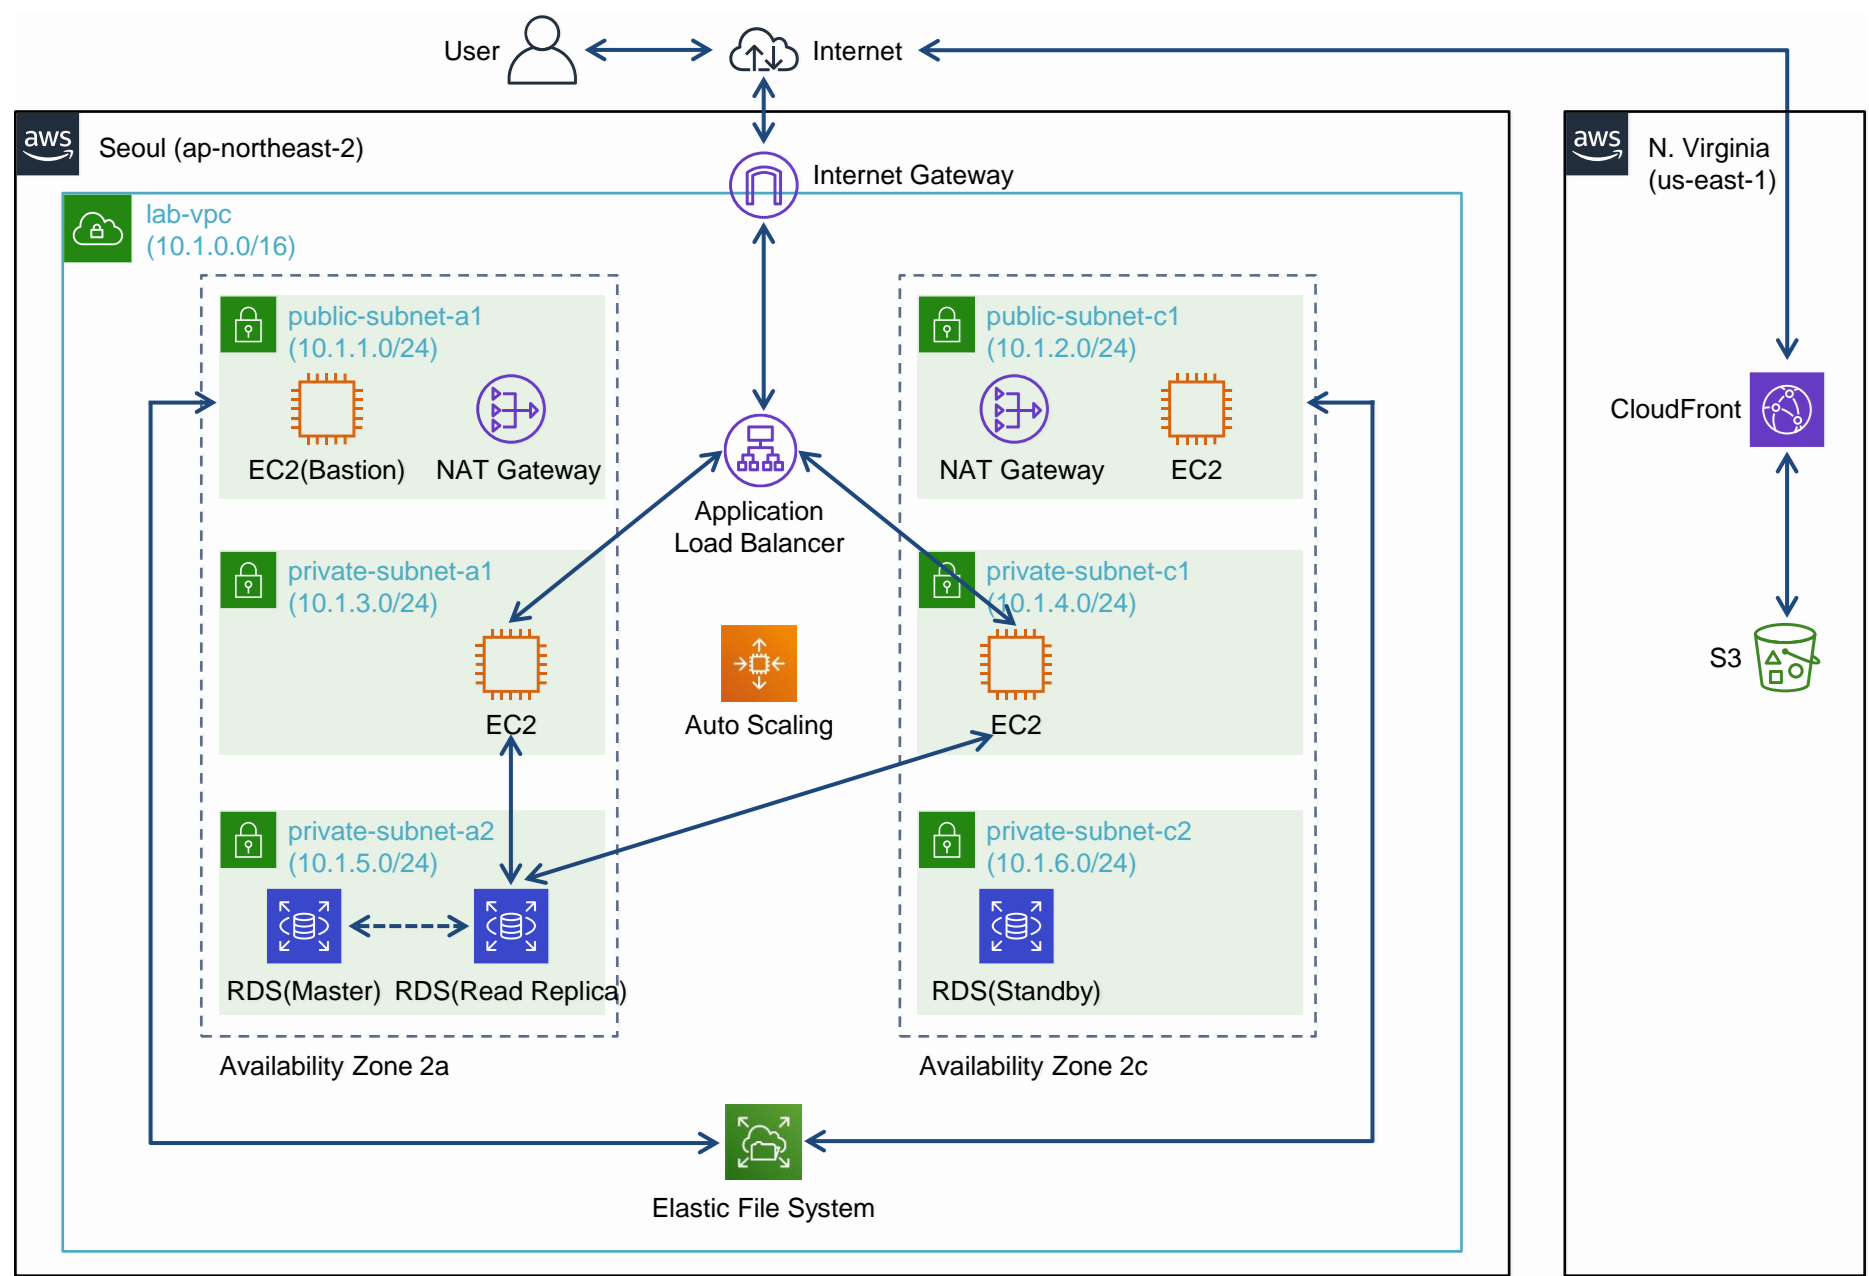 User
Internet
aws
Seoul (ap-northeast-2)
aws
N. Virginia
(us-east-1)
Internet Gateway
lab-vpc
(10.1.0.0/16)
public-subnet-a1
(10.1.1.0/24)
EC2(Bastion)
NAT Gateway
public-subnet-c1
(10.1.2.0/24)
NAT Gateway
EC2
CloudFront
Application
Load Balancer
private-subnet-a1
(10.1.3.0/24)
EC2
Auto Scaling
private-subnet-c1
(10.1.4.0/24)
EC2
S3
private-subnet-a2
(10.1.5.0/24)
RDS(Master)
RDS(Read Replica)
private-subnet-c2
(10.1.6.0/24)
RDS(Standby)
Availability Zone 2a
Availability Zone 2c
Elastic File System